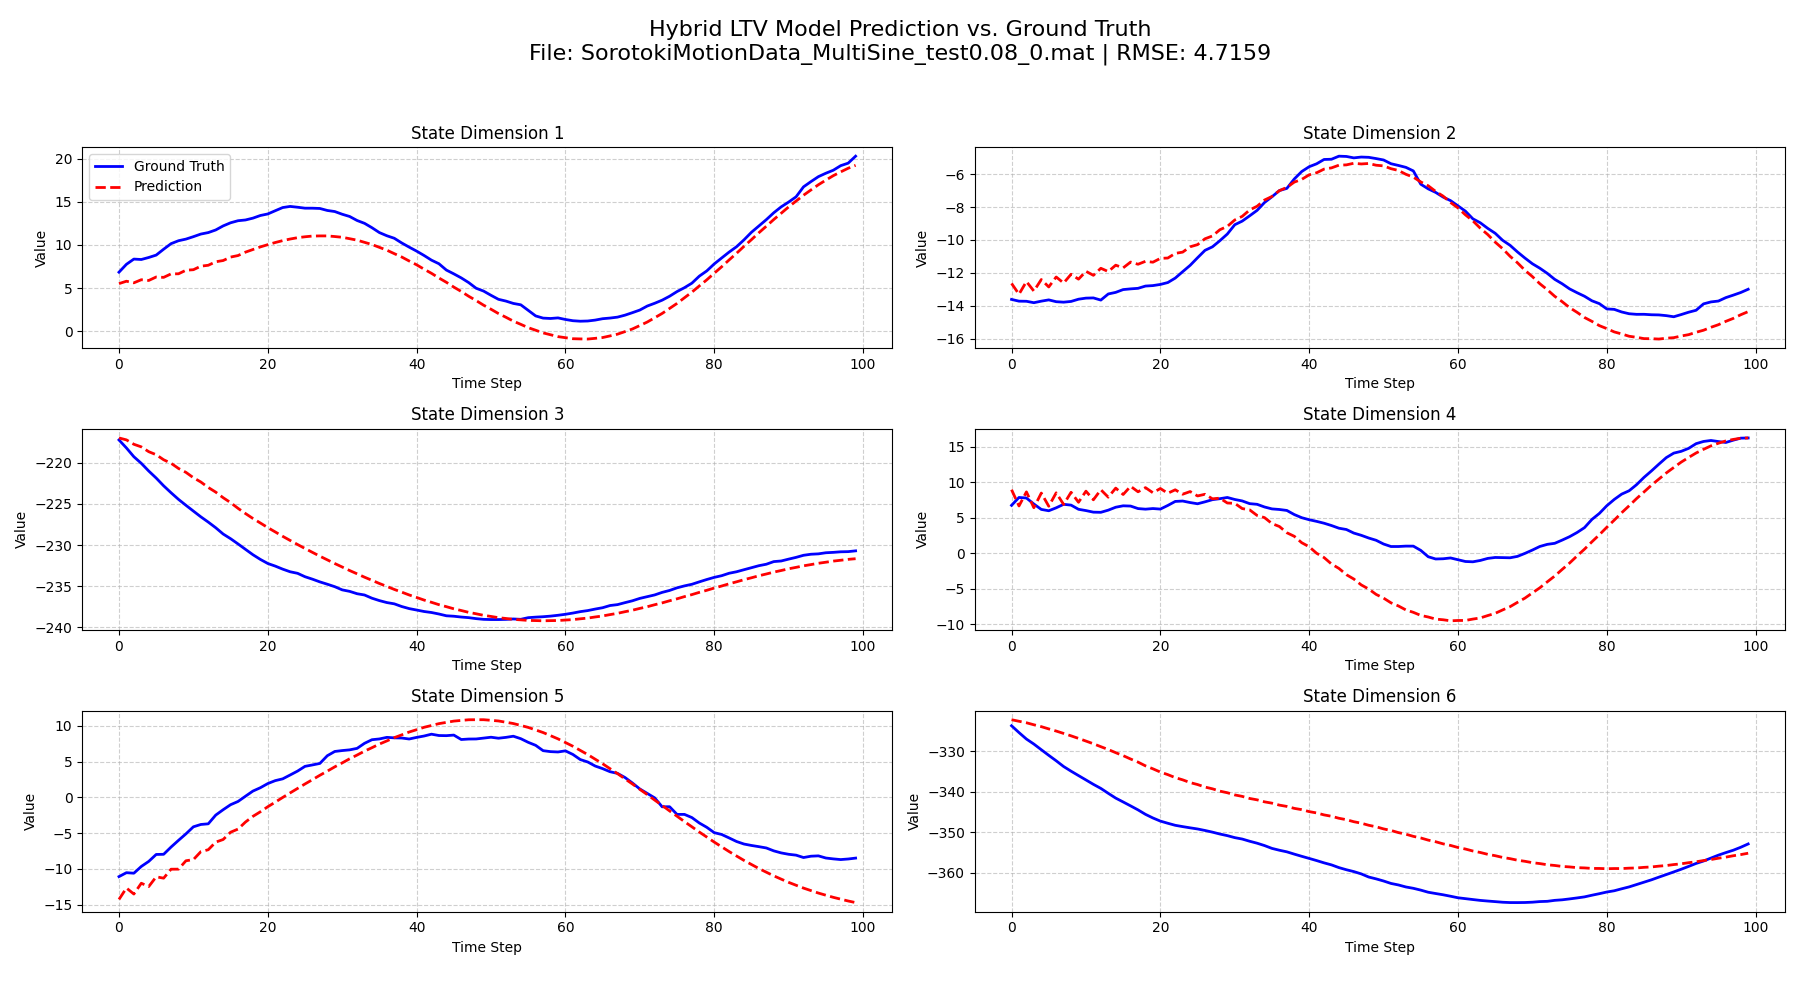 Hybrid LTV Model Prediction vs. Ground Truth
File: SorotokiMotionData_MultiSine_test0.08_0.mat | RMSE: 4.7159
State Dimension 1
Value
20
15
10
5
0
Ground Truth
Prediction
0 20 40 60 80 100
Time Step
State Dimension 2
Value
−6
−8
−10
−12
−14
−16
0 20 40 60 80 100
Time Step
State Dimension 3
Value
−220
−225
−230
−235
−240
0 20 40 60 80 100
Time Step
State Dimension 4
Value
15
10
5
0
−5
−10
0 20 40 60 80 100
Time Step
State Dimension 5
Value
10
5
0
−5
−10
−15
0 20 40 60 80 100
Time Step
State Dimension 6
Value
−330
−340
−350
−360
0 20 40 60 80 100
Time Step